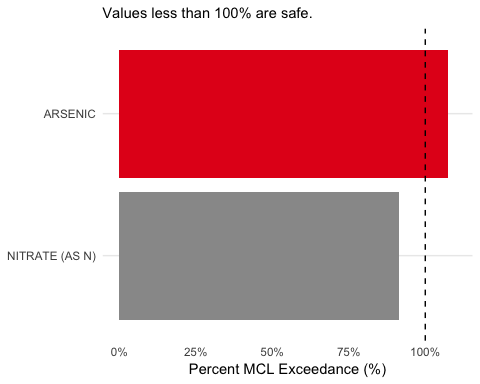 Values less than 100% are safe.
ARSENIC
NITRATE (AS N)
0% 25% 50% 75% 100%
Percent MCL Exceedance (%)